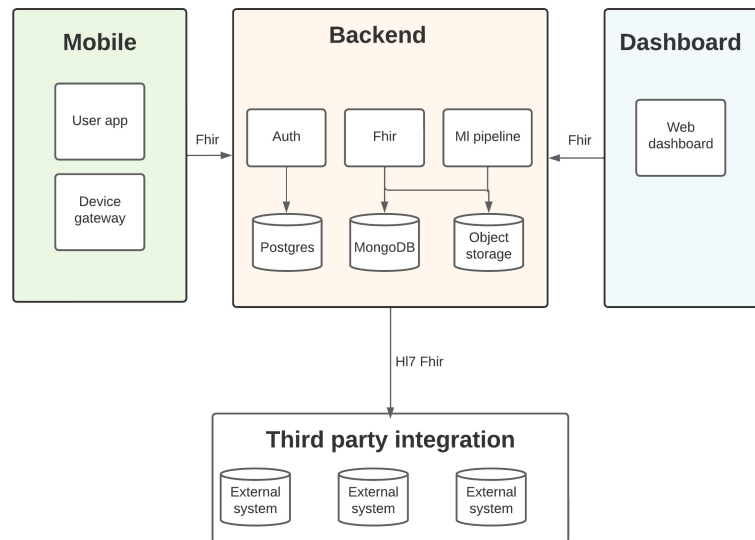 Mobile
User app
Device
gateway
Fhir
Backend
Auth
Fhir
Ml pipeline
Postgres
MongoDB
Object
storage
Fhir
Dashboard
Web
dashboard
Hl7 Fhir
Third party integration
External
system
External
system
External
system